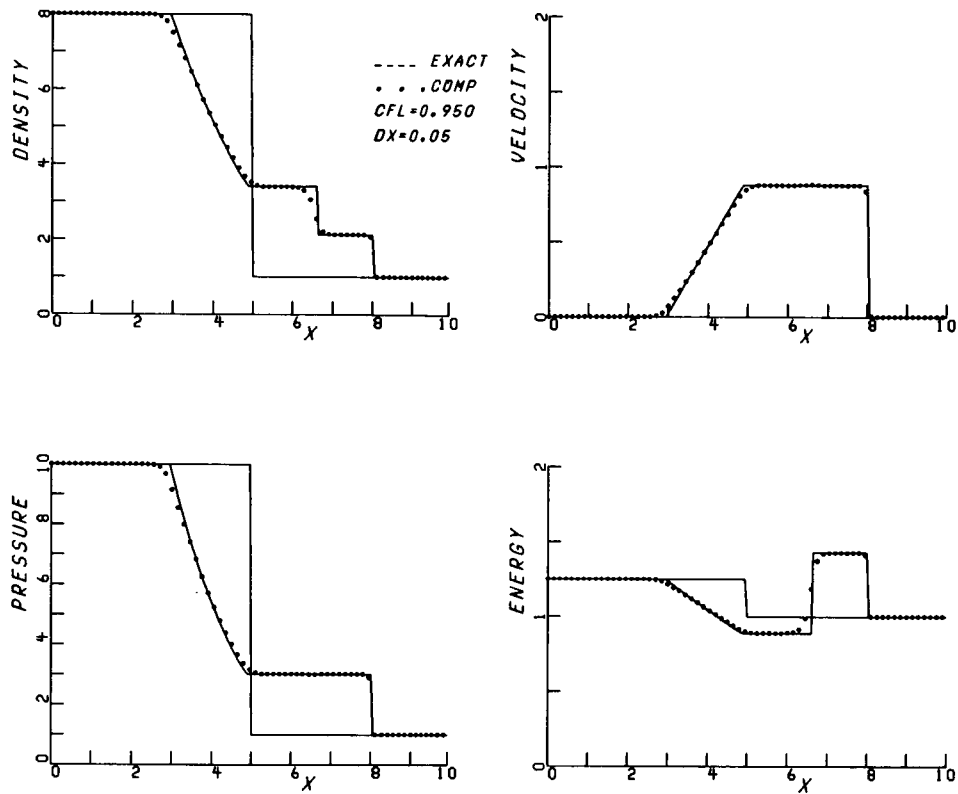 DENSITY
8
6
4
2
0
0 2 4 6 8 10
X
---- EXACT
• • • COMP
CFL=0.950
DX=0.05
VELOCITY
2
1
0
0 2 4 6 8 10
X
PRESSURE
10
8
6
4
2
0
0 2 4 6 8 10
X
ENERGY
2
1
0
0 2 4 6 8 10
X